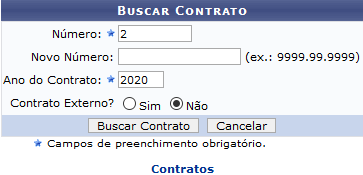 Buscar Contrato
Número: 2
Novo Número: (ex.: 9999.99.9999)
Ano do Contrato: 2020
Contrato Externo? Sim Não
Buscar Contrato Cancelar
Campos de preenchimento obrigatório.
Contratos